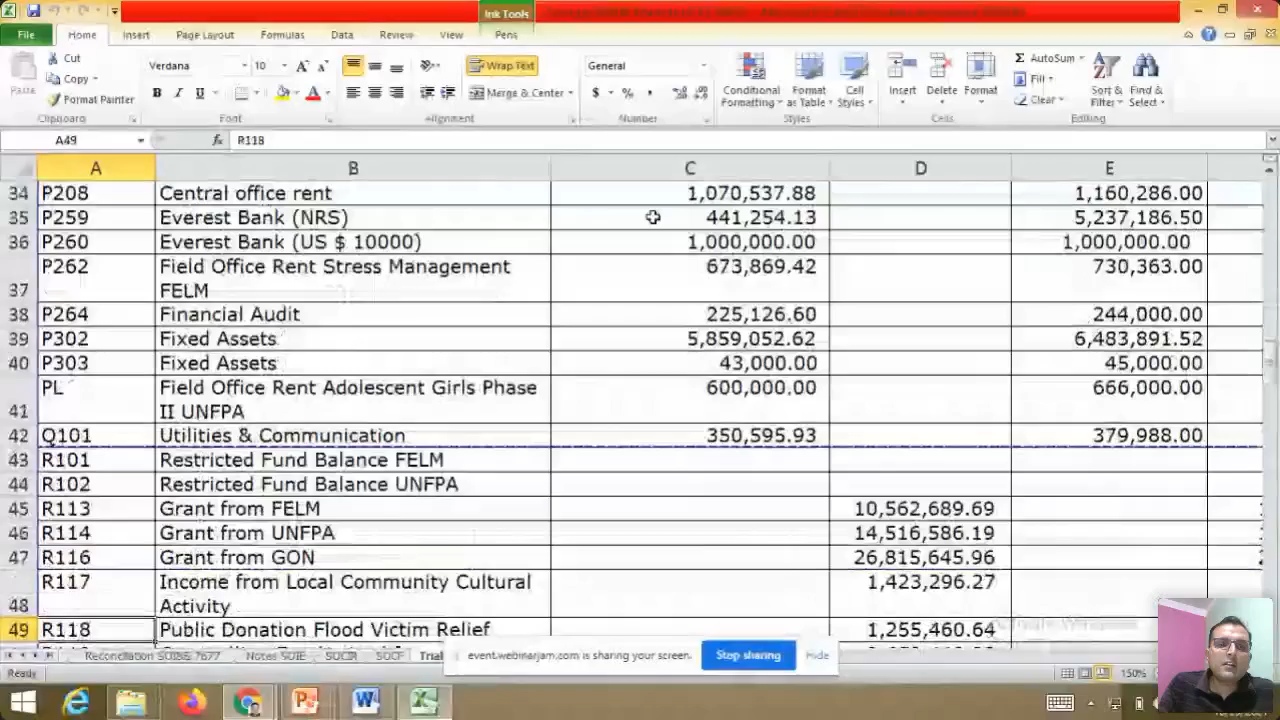 Ink Tools
File Home Insert Page Layout Formulas Data Review View Pens
Cut
Copy
Format Painter
Paste
Clipboard
Verdana 10
B I U
Font
Wrap Text
Merge & Center
Alignment
General
$ % ,
Number
Conditional Formatting
Format as Table
Cell Styles
Styles
Insert Delete Format
Cells
Σ AutoSum
Fill
Clear
Sort & Filter
Find & Select
Editing
A49 fx R118
A B C D E
34 P208 Central office rent 1,070,537.88 1,160,286.00
35 P259 Everest Bank (NRS) 441,254.13 5,237,186.50
36 P260 Everest Bank (US $ 10000) 1,000,000.00 1,000,000.00
P262 Field Office Rent Stress Management 673,869.42 730,363.00
37 FELM
38 P264 Financial Audit 225,126.60 244,000.00
39 P302 Fixed Assets 5,859,052.62 6,483,891.52
40 P303 Fixed Assets 43,000.00 45,000.00
PL Field Office Rent Adolescent Girls Phase 600,000.00 666,000.00
41 II UNFPA
42 Q101 Utilities & Communication 350,595.93 379,988.00
43 R101 Restricted Fund Balance FELM
44 R102 Restricted Fund Balance UNFPA
45 R113 Grant from FELM 10,562,689.69
46 R114 Grant from UNFPA 14,516,586.19
47 R116 Grant from GON 26,815,645.96
R117 Income from Local Community Cultural 1,423,296.27
48 Activity
49 R118 Public Donation Flood Victim Relief 1,255,460.64
Notes SOIE SOCIR SOCF Trial
event.webinarjam.com is sharing your screen. Stop sharing Hide
Ready 150%